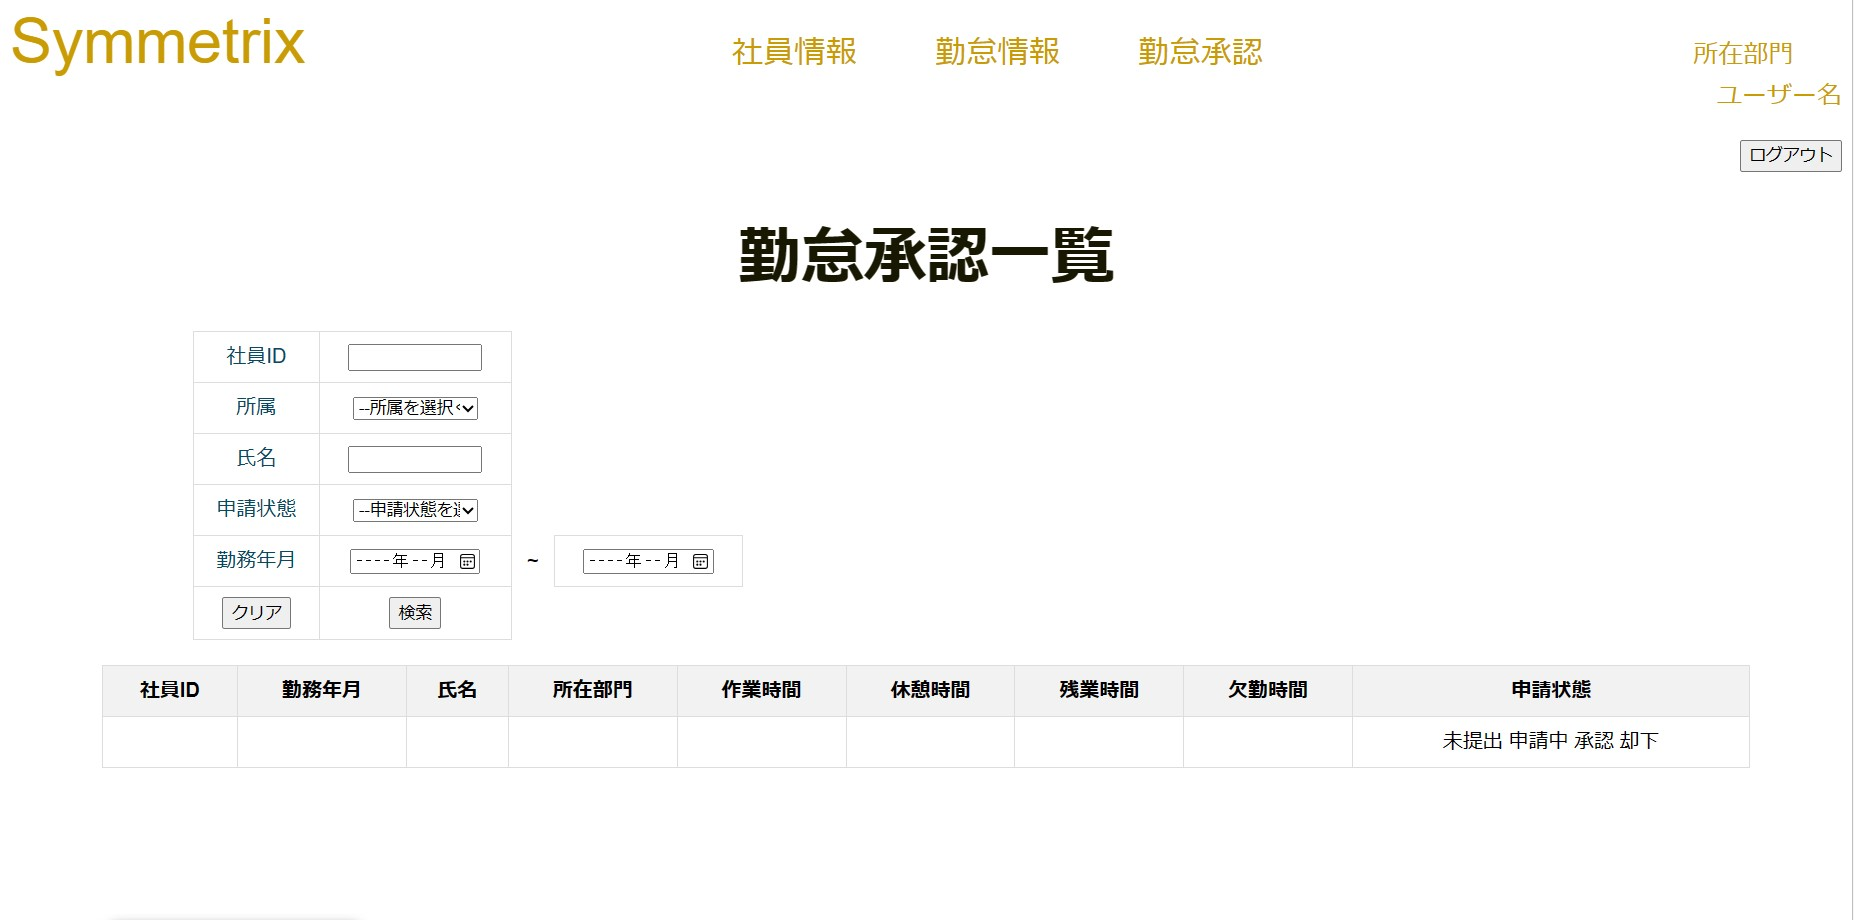 Symmetrix
社員情報 勤怠情報 勤怠承認
所在部門
ユーザー名
ログアウト
勤怠承認一覧
社員ID
所属 --所属を選択
氏名
申請状態 --申請状態を
勤務年月 ----年--月 ~ ----年--月
クリア 検索
社員ID 勤務年月 氏名 所在部門 作業時間 休憩時間 残業時間 欠勤時間 申請状態
未提出 申請中 承認 却下